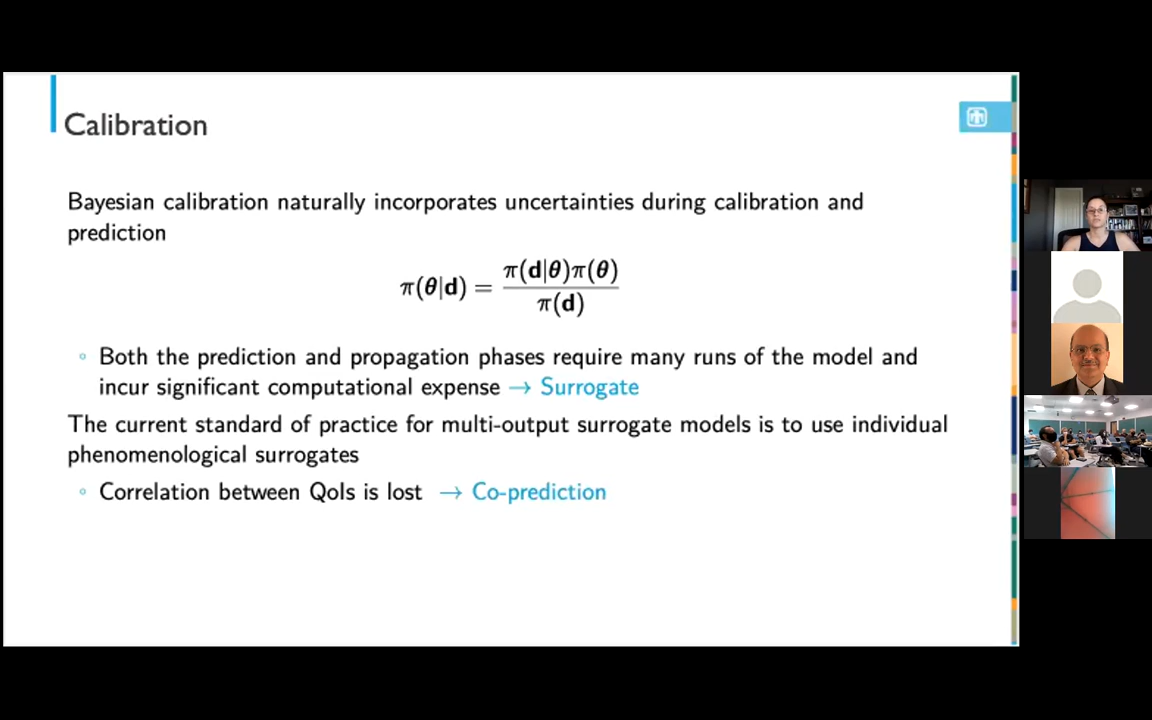 Calibration
Bayesian calibration naturally incorporates uncertainties during calibration and
prediction
π(θ|d) = π(d|θ)π(θ) / π(d)
◦ Both the prediction and propagation phases require many runs of the model and
incur significant computational expense → Surrogate
The current standard of practice for multi-output surrogate models is to use individual
phenomenological surrogates
◦ Correlation between QoIs is lost → Co-prediction